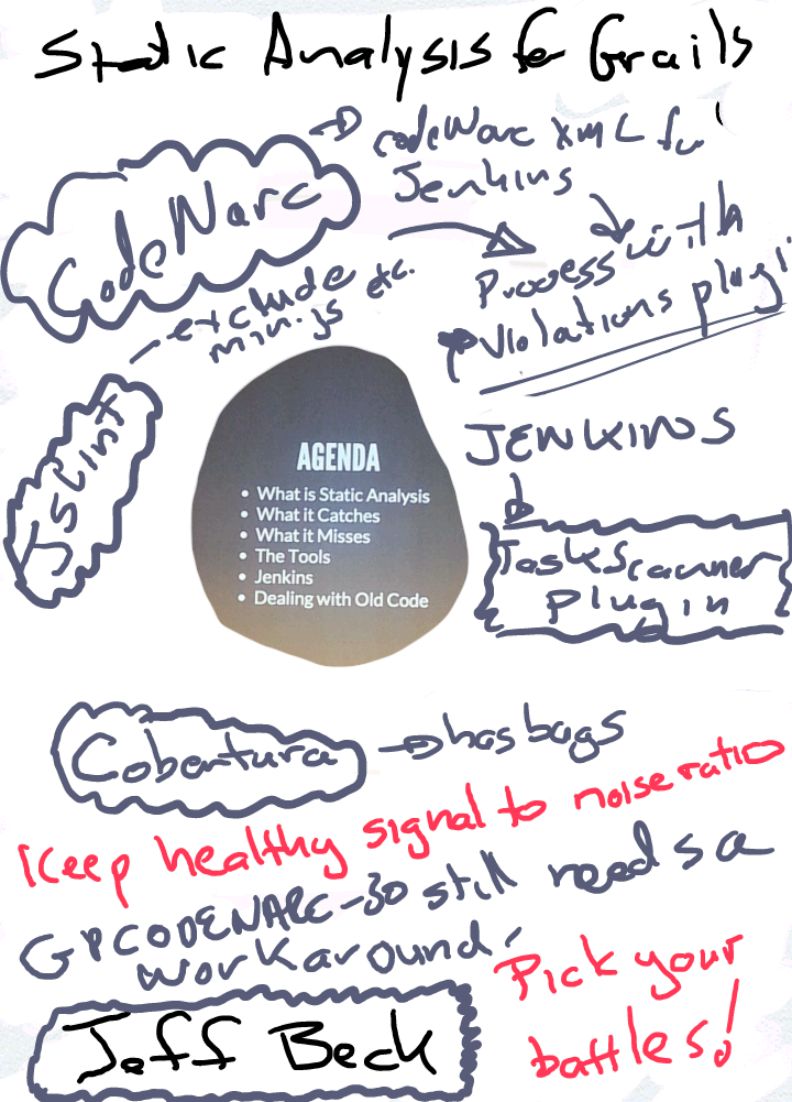 Static Analysis for Grails
CodeNarc
codeNarc XML for
Jenkins
Process with
Violations plugi
exclude
min.js etc.
JSLint
AGENDA
• What is Static Analysis
• What it Catches
• What it Misses
• The Tools
• Jenkins
• Dealing with Old Code
JENKINS
TaskScanner
Plugin
Cobertura
has bugs
Keep healthy signal to noise ratio
GPCODENARC-30 still needs a
workaround!
Pick your
battles!
Jeff Beck